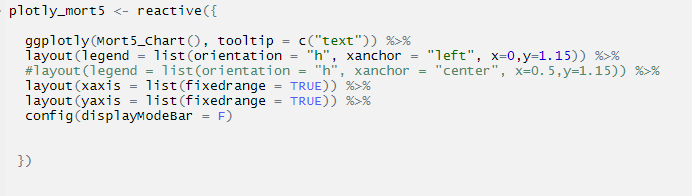 plotly_mort5 <- reactive({
ggplotly(Mort5_Chart(), tooltip = c("text")) %>%
layout(legend = list(orientation = "h", xanchor = "left", x=0,y=1.15)) %>%
#layout(legend = list(orientation = "h", xanchor = "center", x=0.5,y=1.15)) %>%
layout(xaxis = list(fixedrange = TRUE)) %>%
layout(yaxis = list(fixedrange = TRUE)) %>%
config(displayModeBar = F)
})